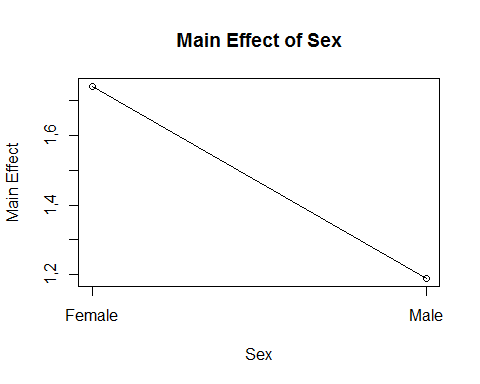 Main Effect of Sex
Main Effect
1,6
1,4
1,2
Female
Male
Sex